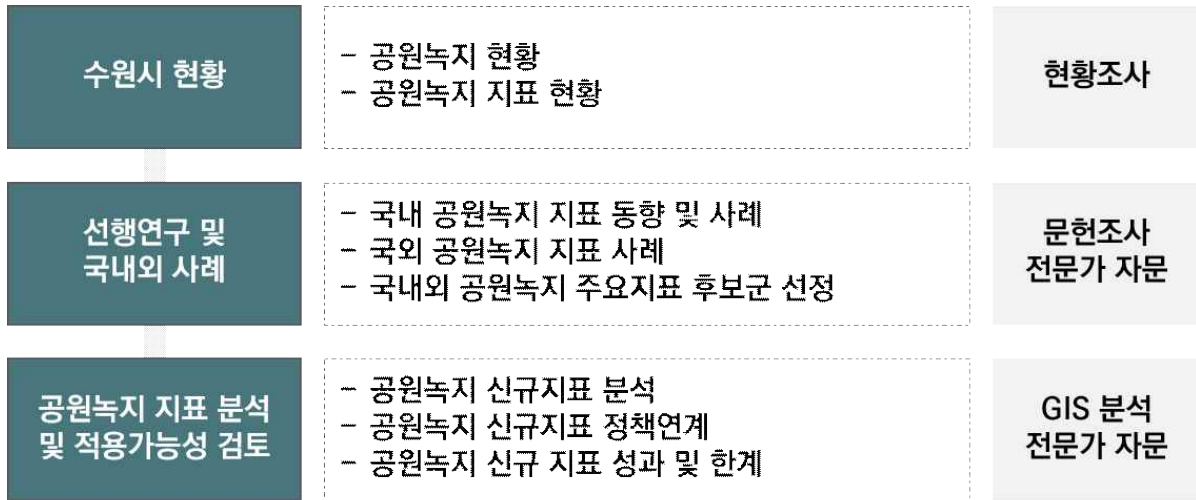 수원시 현황
- 공원녹지 현황
- 공원녹지 지표 현황
현황조사
선행연구 및
국내외 사례
- 국내 공원녹지 지표 동향 및 사례
- 국외 공원녹지 지표 사례
- 국내외 공원녹지 주요지표 후보군 선정
문헌조사
전문가 자문
공원녹지 지표 분석
및 적용가능성 검토
- 공원녹지 신규지표 분석
- 공원녹지 신규지표 정책연계
- 공원녹지 신규 지표 성과 및 한계
GIS 분석
전문가 자문